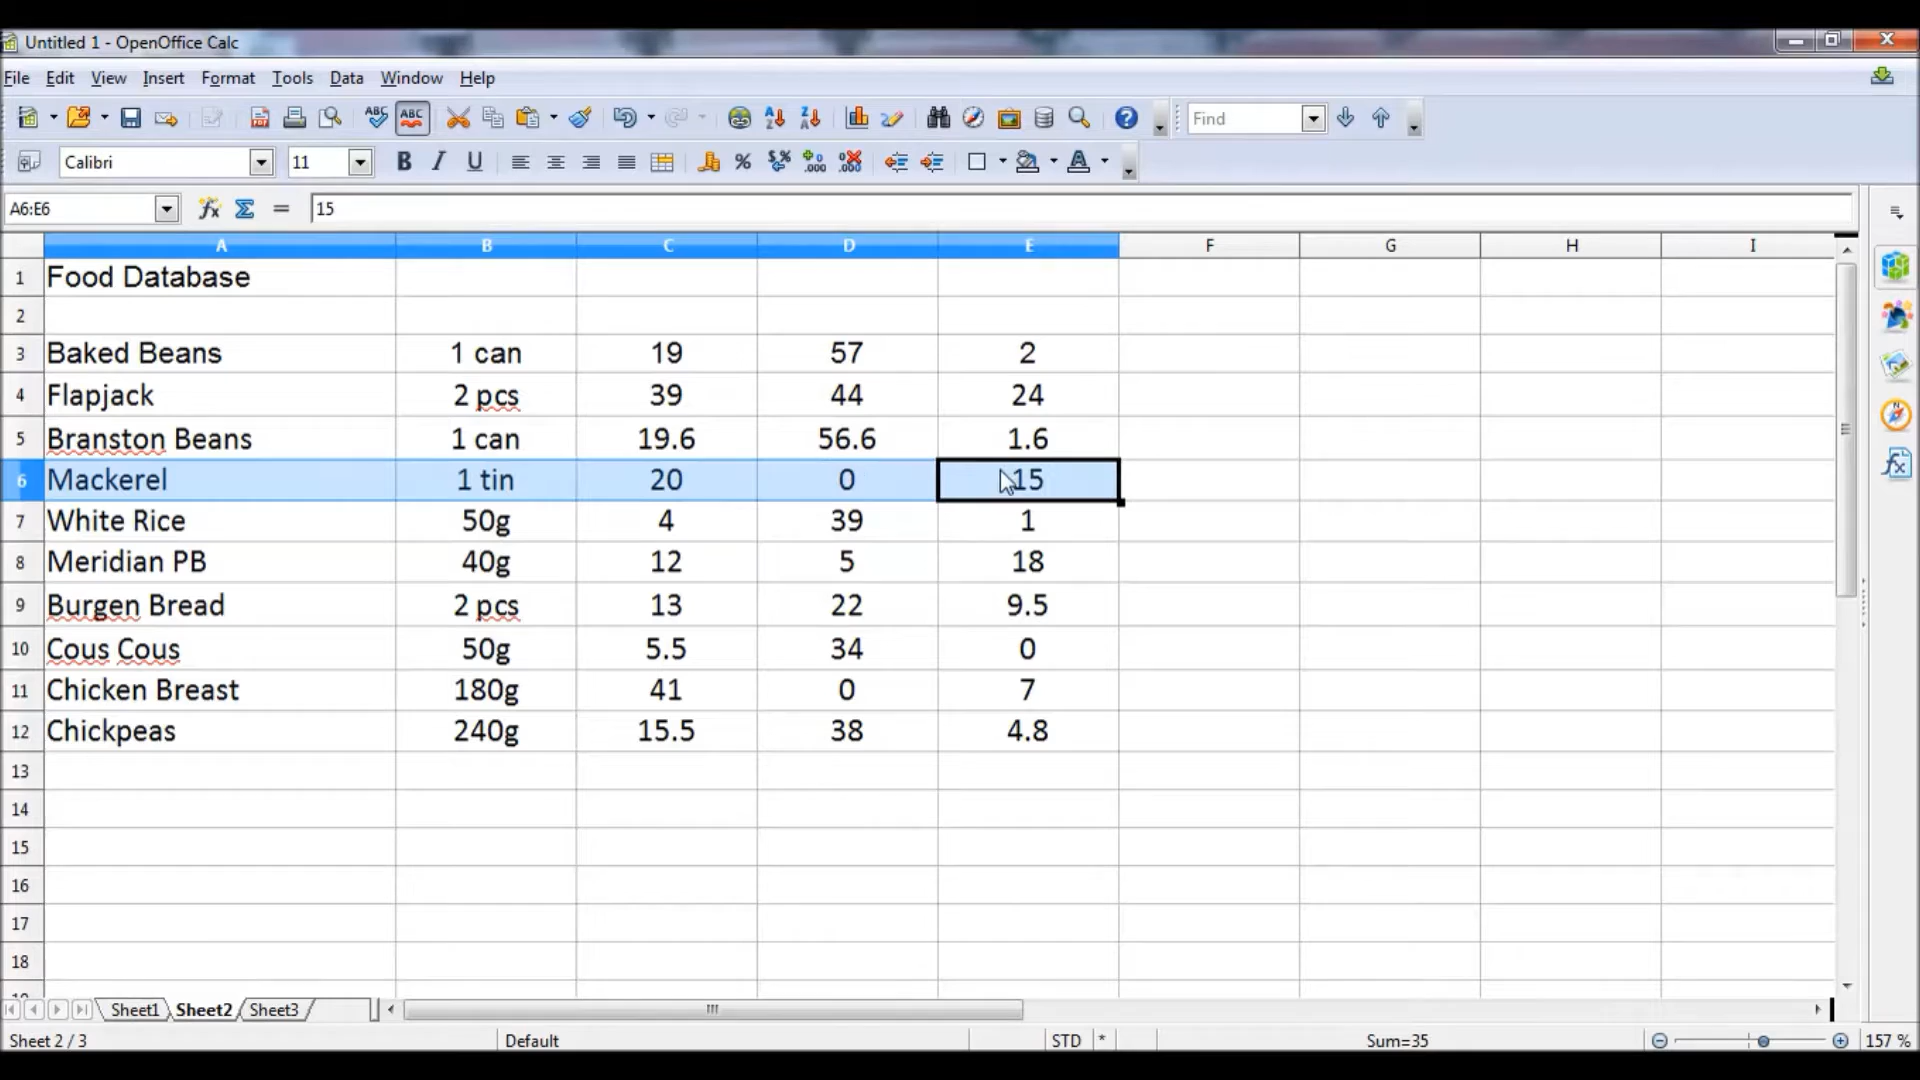 Untitled 1 - OpenOffice Calc
File Edit View Insert Format Tools Data Window Help
ABC ABC Find
Calibri 11 B I U %
A6:E6 fx Σ = 15
A B C D E F G H I
1 Food Database
2
3 Baked Beans 1 can 19 57 2
4 Flapjack 2 pcs 39 44 24
5 Branston Beans 1 can 19.6 56.6 1.6
6 Mackerel 1 tin 20 0 15
7 White Rice 50g 4 39 1
8 Meridian PB 40g 12 5 18
9 Burgen Bread 2 pcs 13 22 9.5
10 Cous Cous 50g 5.5 34 0
11 Chicken Breast 180g 41 0 7
12 Chickpeas 240g 15.5 38 4.8
13
14
15
16
17
18
Sheet1 Sheet2 Sheet3
Sheet 2 / 3 Default STD * Sum=35 157 %